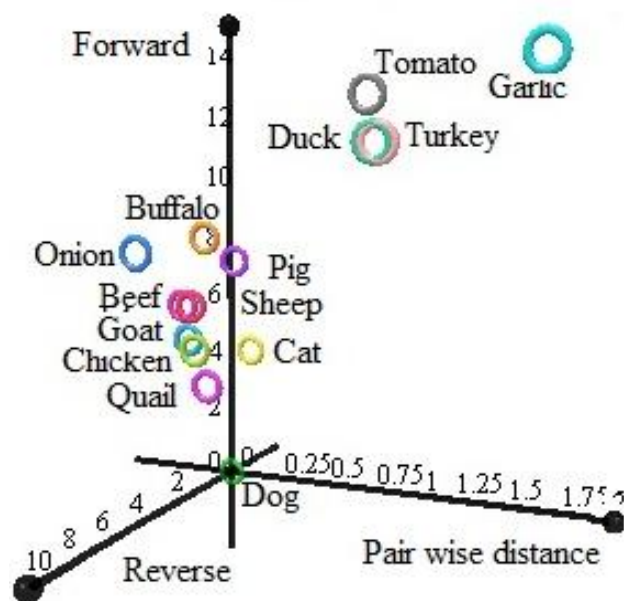 Forward
14
Tomato
Garlic
12
Duck Turkey
10
Buffalo
8
Onion
Pig
6
Beef Sheep
Goat
4
Chicken Cat
Quail
2
0 0 0.25 0.5 0.75 1 1.25 1.5 1.75
2
Dog
4
6
8
10
Reverse
Pair wise distance